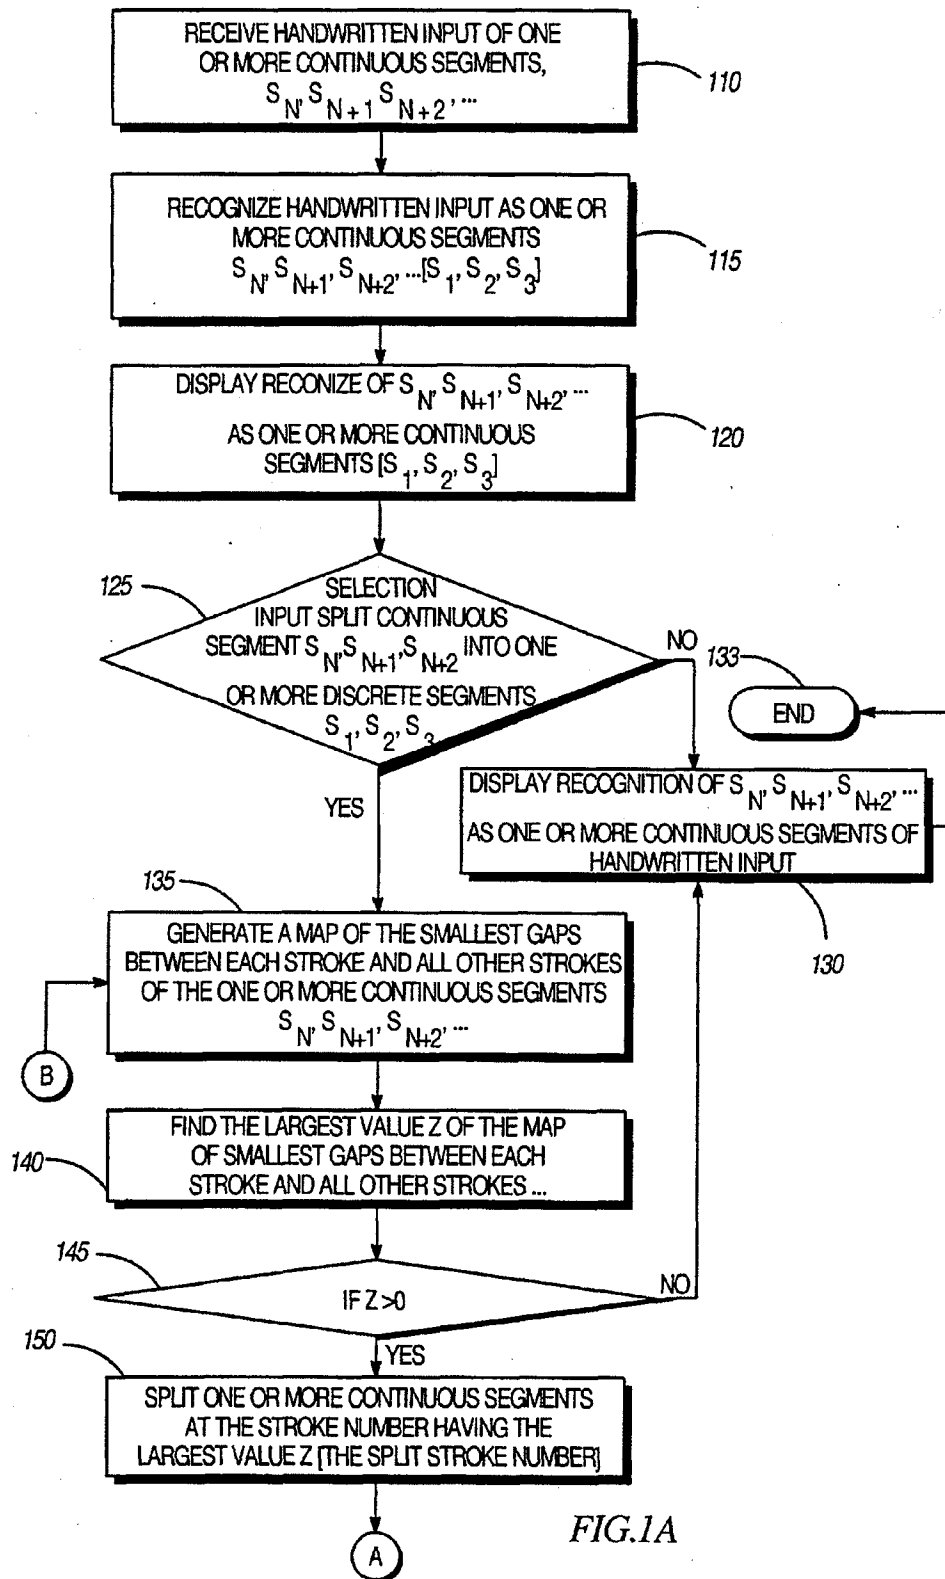 RECEIVE HANDWRITTEN INPUT OF ONE
OR MORE CONTINUOUS SEGMENTS,
S N, S N+1 S N+2, ...
110
RECOGNIZE HANDWRITTEN INPUT AS ONE OR
MORE CONTINUOUS SEGMENTS
S N, S N+1, S N+2, ...[S 1, S 2, S 3]
115
DISPLAY RECONIZE OF S N, S N+1, S N+2, ...
AS ONE OR MORE CONTINUOUS
SEGMENTS [S 1, S 2, S 3]
120
125
SELECTION
INPUT SPLIT CONTINUOUS
SEGMENT S N, S N+1, S N+2 INTO ONE
OR MORE DISCRETE SEGMENTS
S 1, S 2, S 3
NO
YES
133
END
DISPLAY RECOGNITION OF S N, S N+1, S N+2, ...
AS ONE OR MORE CONTINUOUS SEGMENTS OF
HANDWRITTEN INPUT
130
135
GENERATE A MAP OF THE SMALLEST GAPS
BETWEEN EACH STROKE AND ALL OTHER STROKES
OF THE ONE OR MORE CONTINUOUS SEGMENTS
S N, S N+1, S N+2, ...
B
FIND THE LARGEST VALUE Z OF THE MAP
OF SMALLEST GAPS BETWEEN EACH
STROKE AND ALL OTHER STROKES ...
140
145
IF Z >0
NO
YES
150
SPLIT ONE OR MORE CONTINUOUS SEGMENTS
AT THE STROKE NUMBER HAVING THE
LARGEST VALUE Z [THE SPLIT STROKE NUMBER]
A
FIG.1A